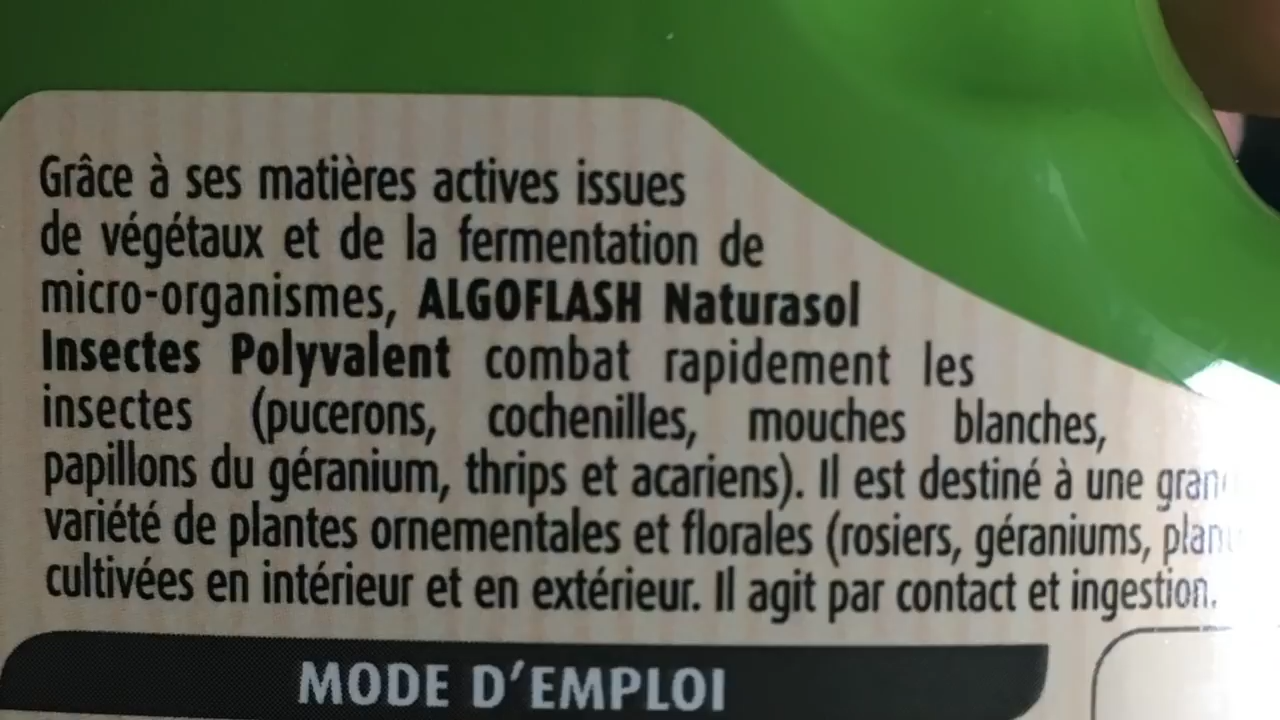 Grâce à ses matières actives issues
de végétaux et de la fermentation de
micro-organismes, ALGOFLASH Naturasol
Insectes Polyvalent combat rapidement les
insectes (pucerons, cochenilles, mouches blanches,
papillons du géranium, thrips et acariens). Il est destiné à une
variété de plantes ornementales et florales (rosiers, géraniums,
cultivées en intérieur et en extérieur. Il agit par contact et ingestion.
MODE D'EMPLOI